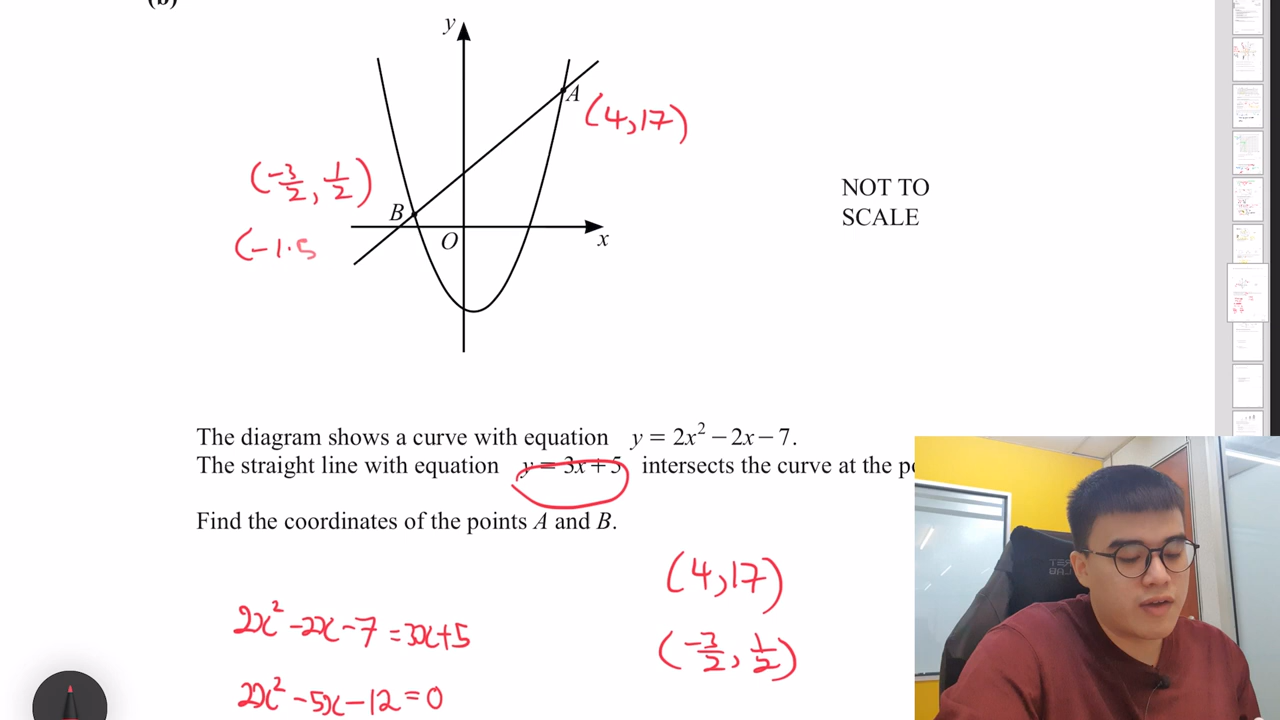 (b)
y
A
(4,17)
(-3/2, 1/2)
B
(-1.5
O
x
NOT TO
SCALE
The diagram shows a curve with equation y = 2x² − 2x − 7.
The straight line with equation y = 3x + 5 intersects the curve at the
Find the coordinates of the points A and B.
(4,17)
2x² -2x -7 = 3x+5
(-3/2, 1/2)
2x² -5x -12 = 0